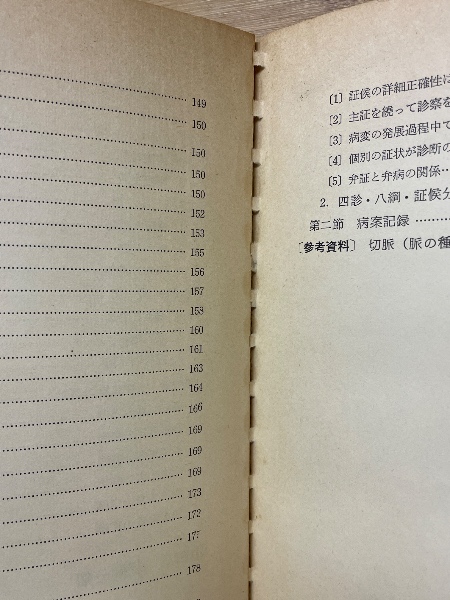 149
150
150
150
150
152
153
155
156
157
158
160
161
163
164
166
169
169
169
173
172
177
178
〔1〕証候の詳細正確性は
〔2〕主証を繞って診察を
〔3〕病変の発展過程中で
〔4〕個別の証状が診断の
〔5〕弁証と弁病の関係……
2. 四診・八綱・証候分
第二節 病案記録…………
〔参考資料〕 切脈（脈の種